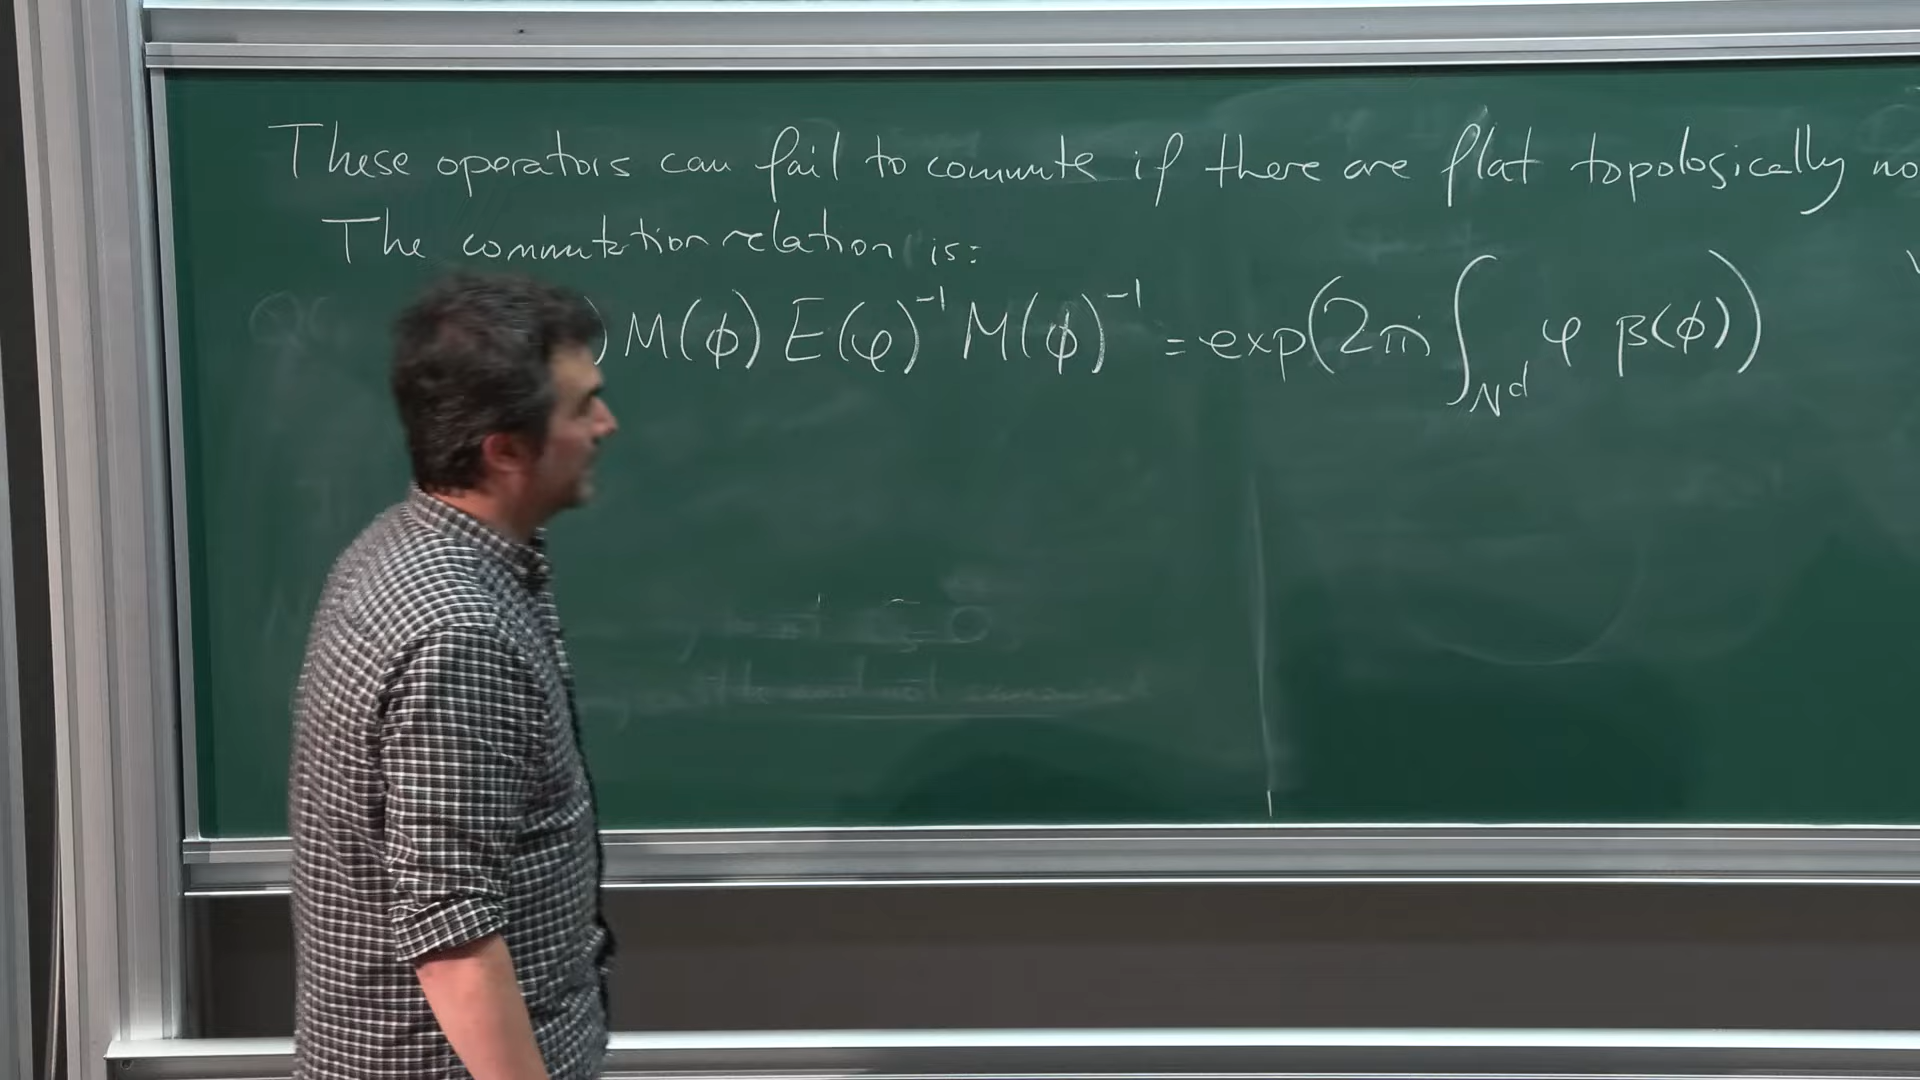 These operators can fail to commute if there are flat topologically no
The commutation relation is:
) M(ϕ) E(φ)⁻¹ M(ϕ)⁻¹ = exp(2πi ∫_{N^d} φ β(ϕ))